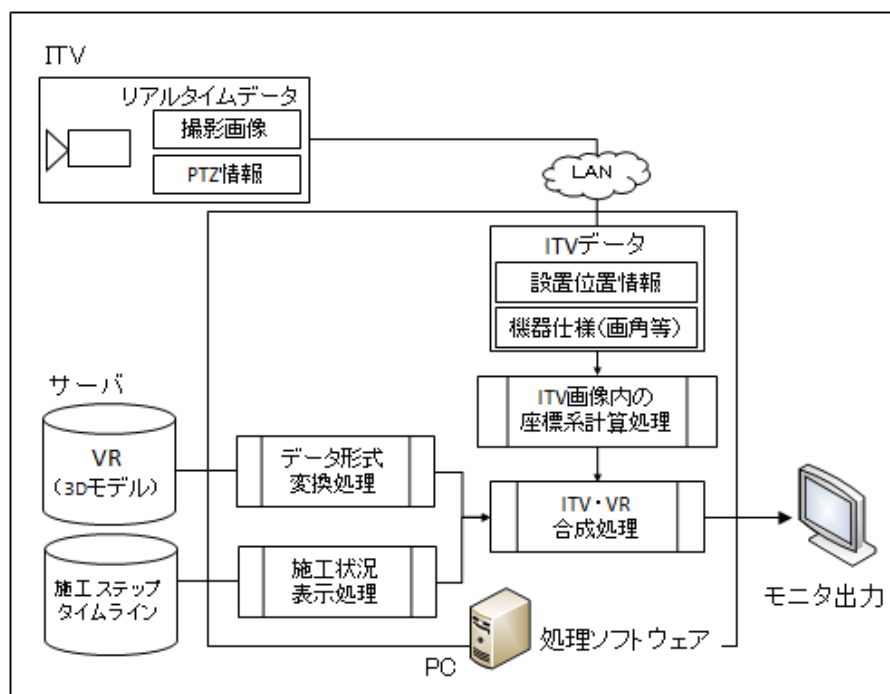 ITV
リアルタイムデータ
撮影画像
PTZ'情報
LAN
ITVデータ
設置位置情報
機器仕様(画角等)
ITV画像内の
座標系計算処理
サーバ
VR
(3Dモデル)
データ形式
変換処理
ITV・VR
合成処理
施工ステップ
タイムライン
施工状況
表示処理
モニタ出力
PC
処理ソフトウェア